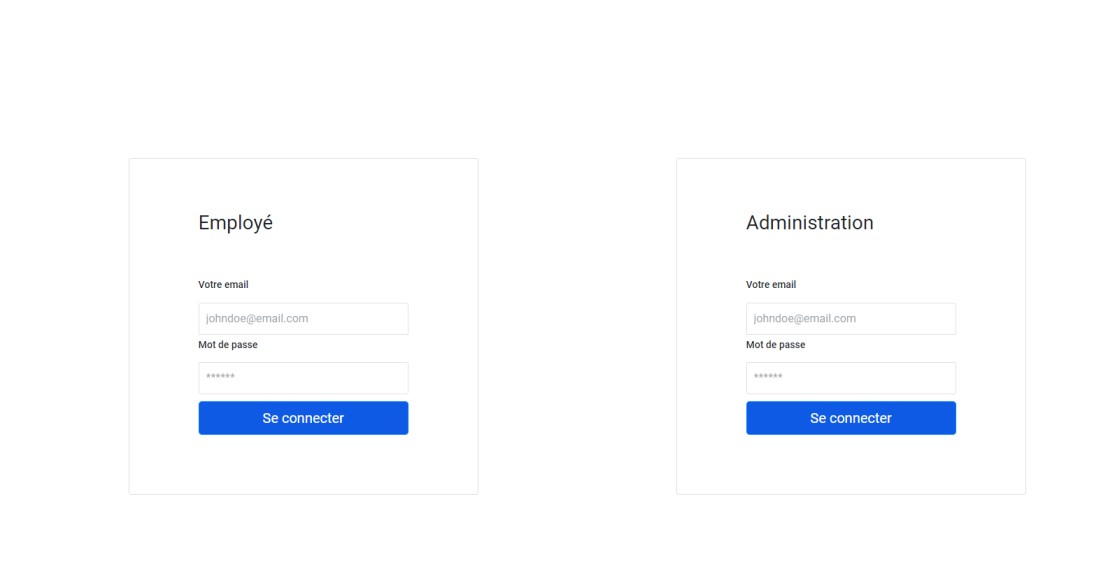 Employé
Votre email
johndoe@email.com
Mot de passe
******
Se connecter
Administration
Votre email
johndoe@email.com
Mot de passe
******
Se connecter